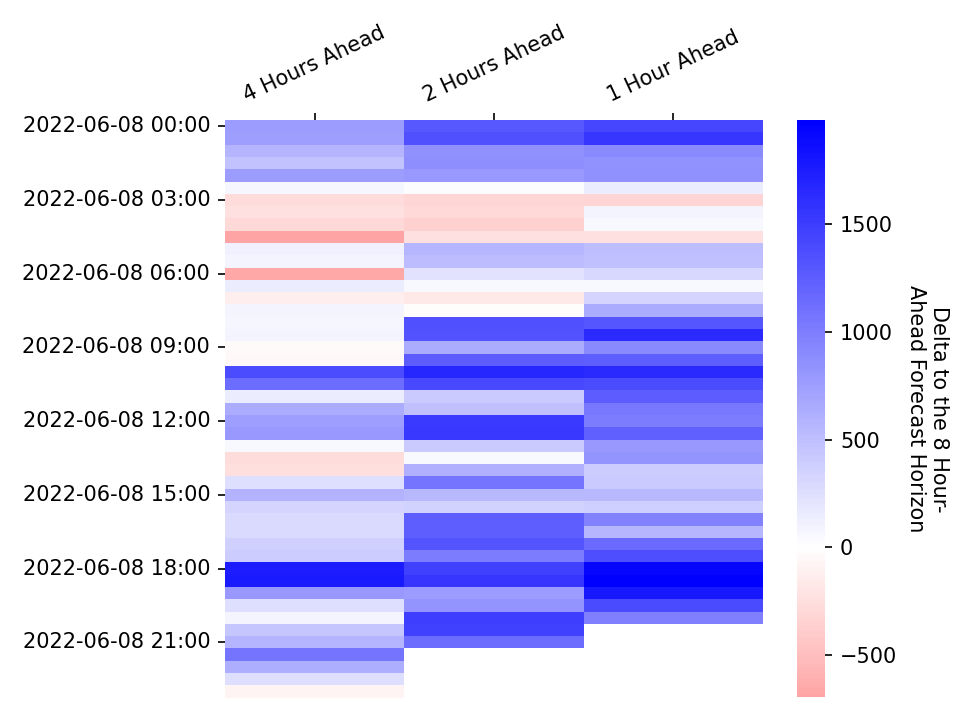 4 Hours Ahead
2 Hours Ahead
1 Hour Ahead
2022-06-08 00:00
2022-06-08 03:00
2022-06-08 06:00
2022-06-08 09:00
2022-06-08 12:00
2022-06-08 15:00
2022-06-08 18:00
2022-06-08 21:00
1500
1000
500
0
−500
Delta to the 8 Hour-
Ahead Forecast Horizon